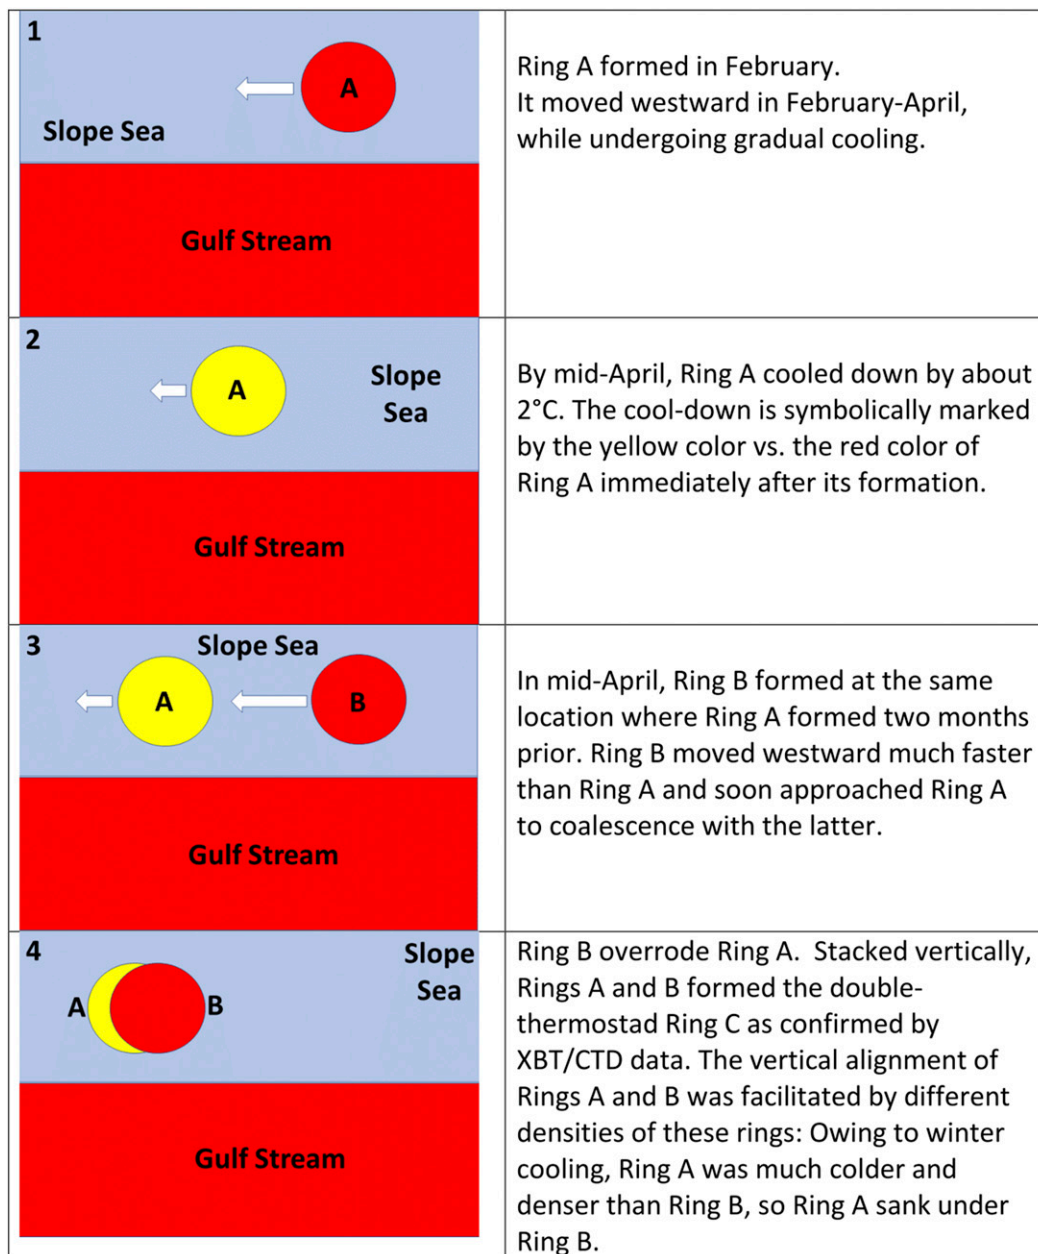 1
A
Slope Sea
Gulf Stream
Ring A formed in February.
It moved westward in February-April,
while undergoing gradual cooling.
2
A
Slope
Sea
Gulf Stream
By mid-April, Ring A cooled down by about
2°C. The cool-down is symbolically marked
by the yellow color vs. the red color of
Ring A immediately after its formation.
3
Slope Sea
A
B
Gulf Stream
In mid-April, Ring B formed at the same
location where Ring A formed two months
prior. Ring B moved westward much faster
than Ring A and soon approached Ring A
to coalescence with the latter.
4
Slope
Sea
A
B
Gulf Stream
Ring B overrode Ring A.  Stacked vertically,
Rings A and B formed the double-
thermostad Ring C as confirmed by
XBT/CTD data. The vertical alignment of
Rings A and B was facilitated by different
densities of these rings: Owing to winter
cooling, Ring A was much colder and
denser than Ring B, so Ring A sank under
Ring B.